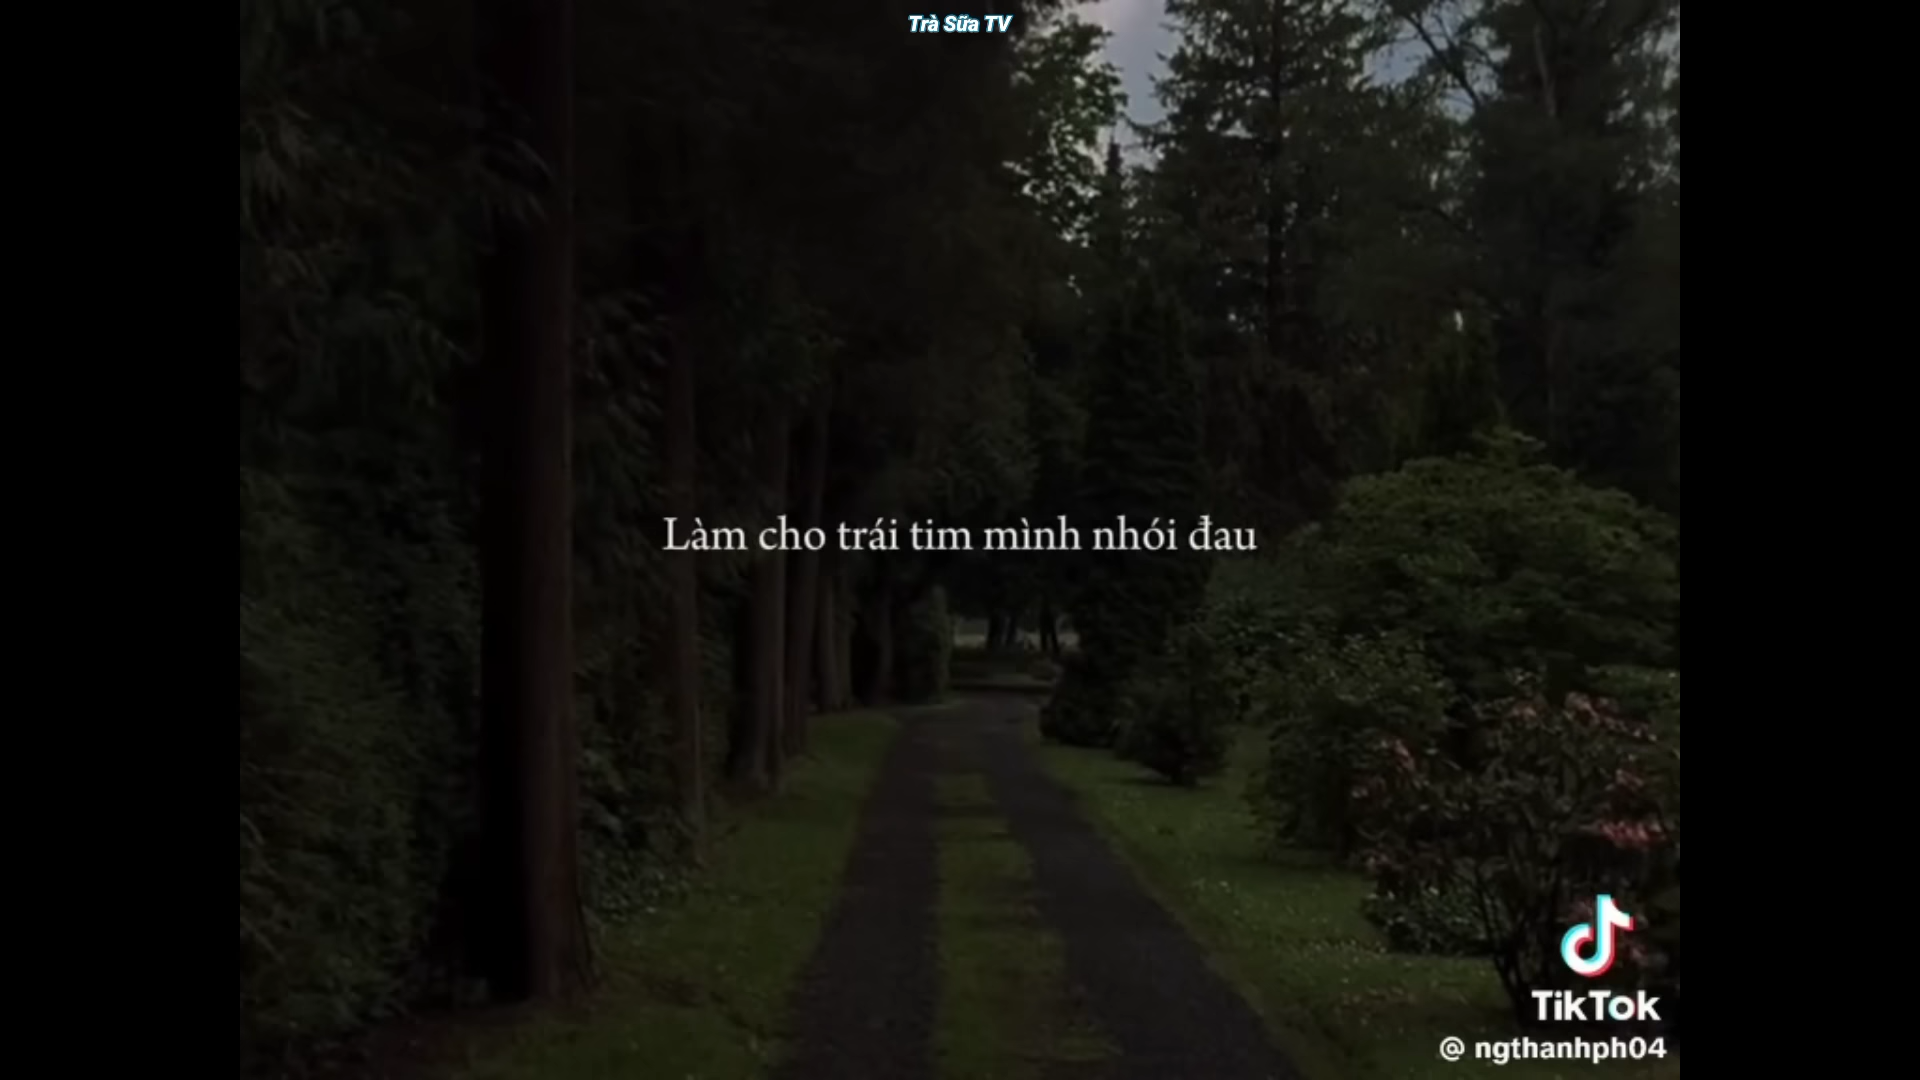 Trà Sữa TV
Làm cho trái tim mình nhói đau
TikTok
@ ngthanhph04